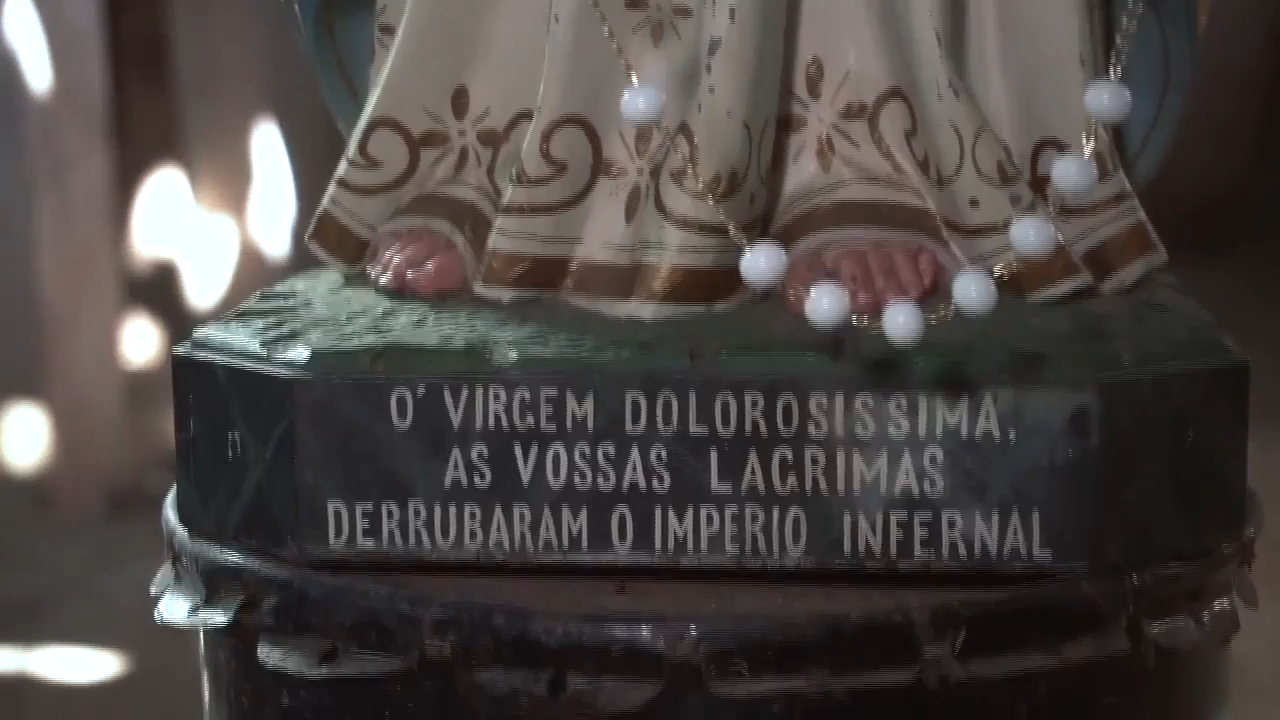 O' VIRGEM DOLOROSISSIMA,
AS VOSSAS LAGRIMAS
DERRUBARAM O IMPERIO INFERNAL